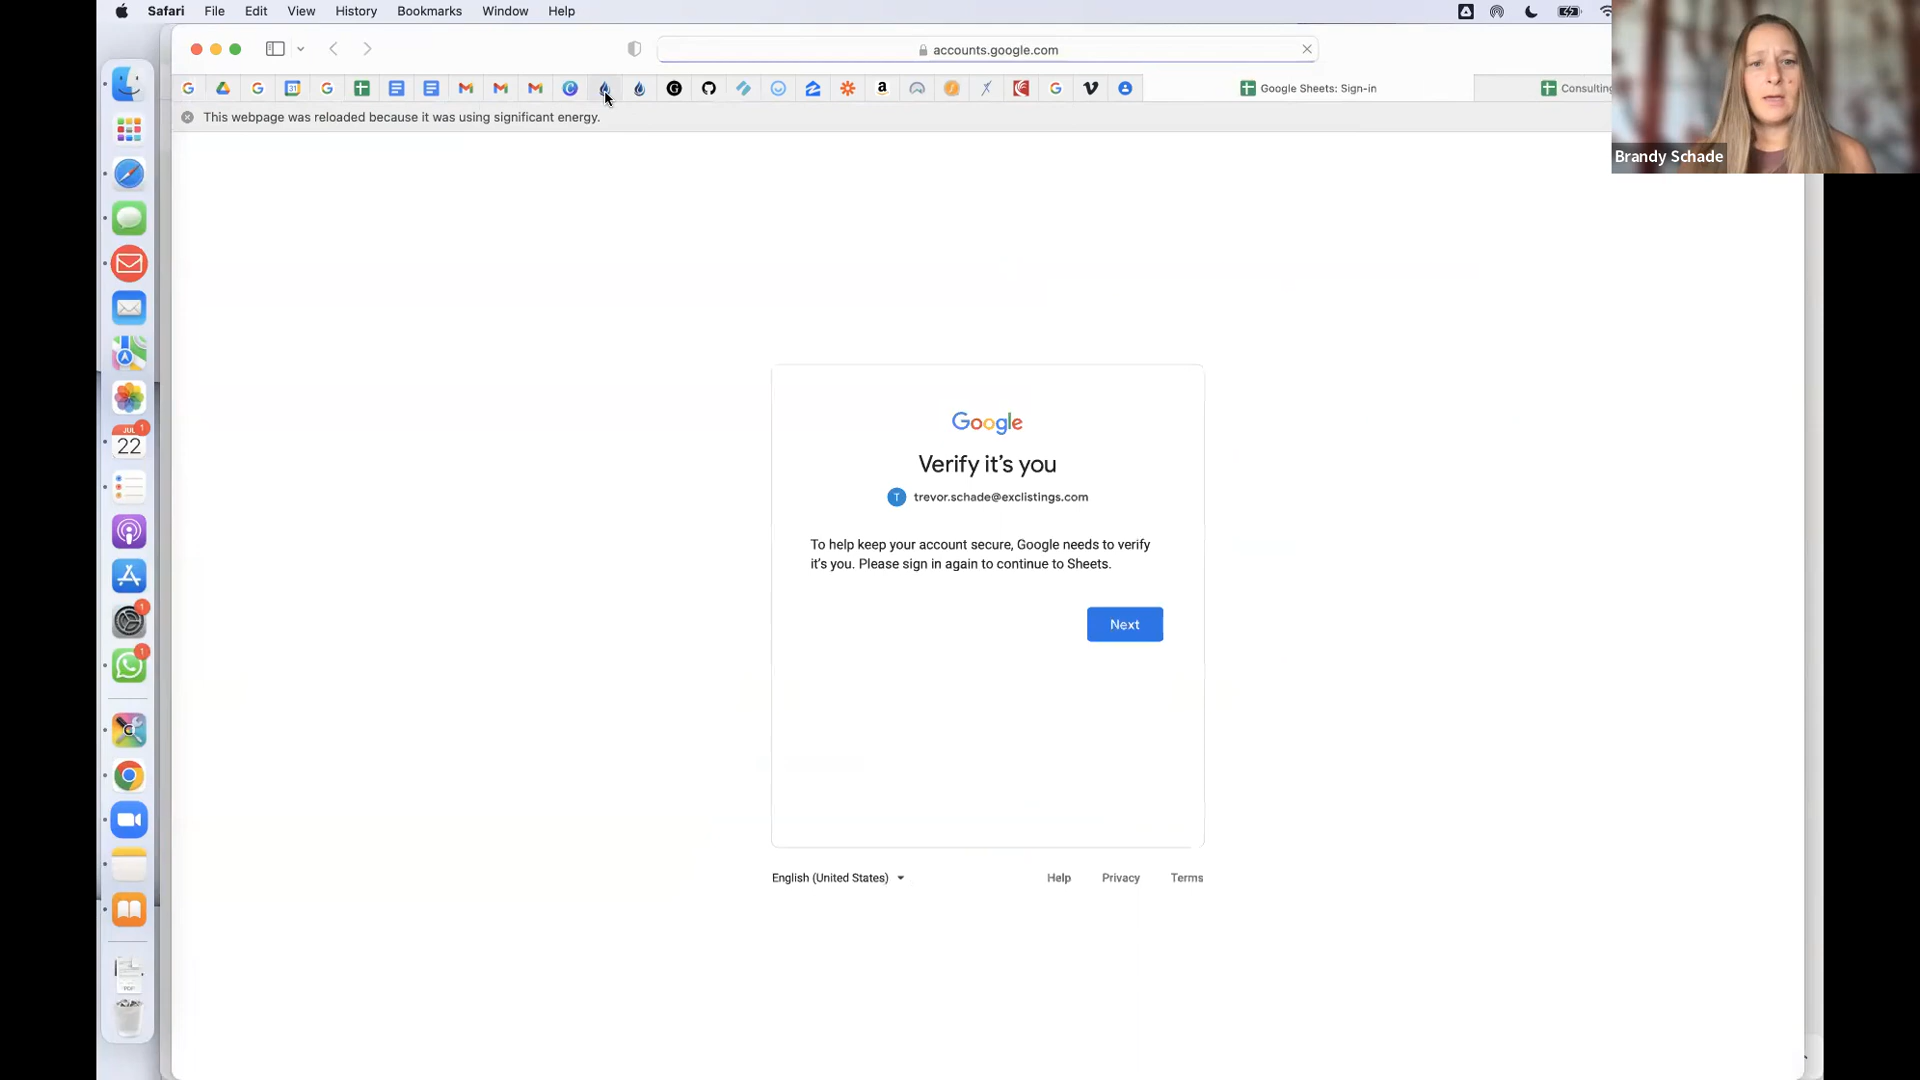 Safari File Edit View History Bookmarks Window Help
accounts.google.com
Google Sheets: Sign-in
Consulting
This webpage was reloaded because it was using significant energy.
Brandy Schade
JUL
22
Google
Verify it's you
T trevor.schade@exclistings.com
To help keep your account secure, Google needs to verify
it's you. Please sign in again to continue to Sheets.
Next
English (United States)
Help Privacy Terms